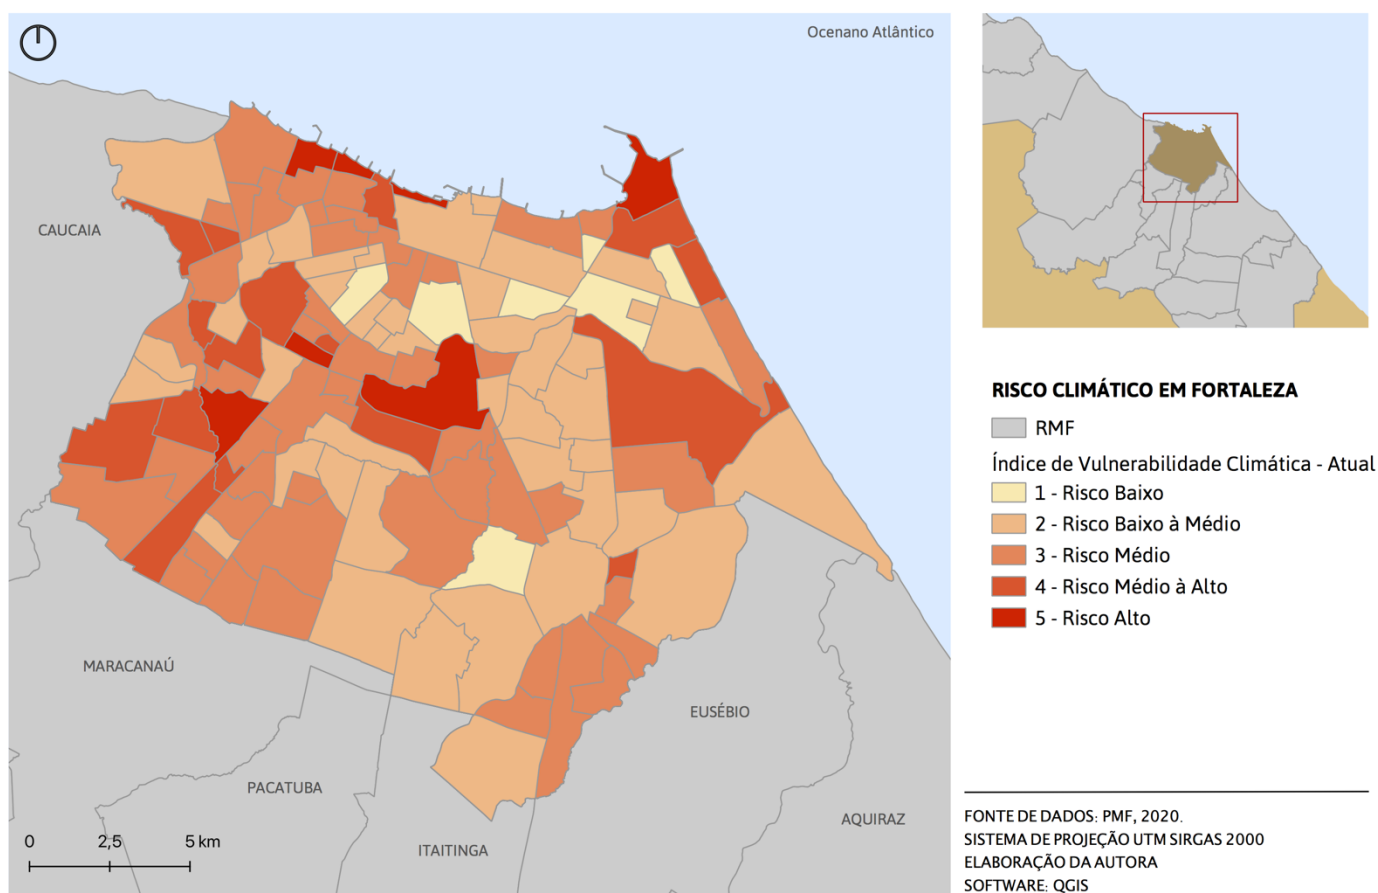 Ocenano Atlântico
CAUCAIA
MARACANAÚ
EUSÉBIO
PACATUBA
AQUIRAZ
ITAITINGA
0 2,5 5 km
RISCO CLIMÁTICO EM FORTALEZA
RMF
Índice de Vulnerabilidade Climática - Atual
1 - Risco Baixo
2 - Risco Baixo à Médio
3 - Risco Médio
4 - Risco Médio à Alto
5 - Risco Alto
FONTE DE DADOS: PMF, 2020.
SISTEMA DE PROJEÇÃO UTM SIRGAS 2000
ELABORAÇÃO DA AUTORA
SOFTWARE: QGIS